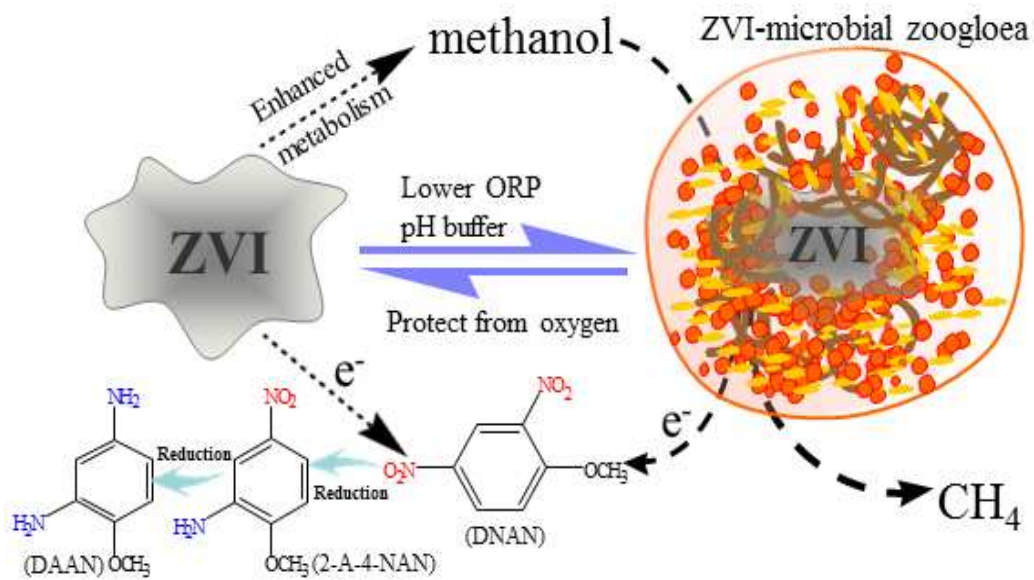 methanol
ZVI-microbial zoogloea
Enhanced
metabolism
Lower ORP
pH buffer
ZVI
ZVI
Protect from oxygen
e-
e-
NH2
NO2
NO2
Reduction
O2N
OCH3
Reduction
H2N
H2N
(DNAN)
CH4
(DAAN)
OCH3
OCH3
(2-A-4-NAN)